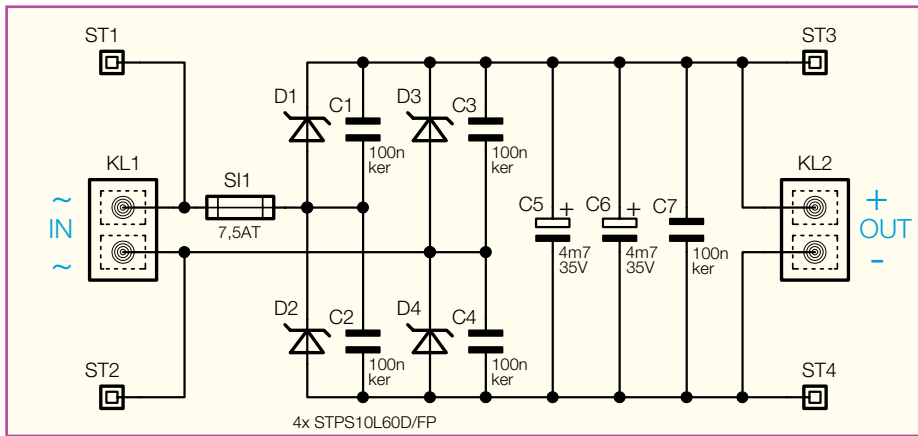 ST1
ST3
D1
C1
D3
C3
100n
ker
100n
ker
KL1
KL2
~
IN
~
SI1
7,5AT
C5
+
4m7
35V
C6
+
4m7
35V
C7
100n
ker
+
OUT
-
D2
C2
D4
C4
100n
ker
100n
ker
ST2
ST4
4x STPS10L60D/FP